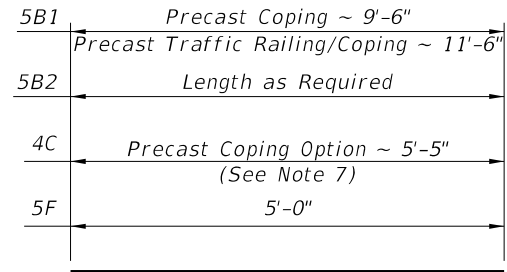 5B1 Precast Coping ~ 9'-6"
Precast Traffic Railing/Coping ~ 11'-6"
5B2 Length as Required
4C Precast Coping Option ~ 5'-5"
(See Note 7)
5F 5'-0"